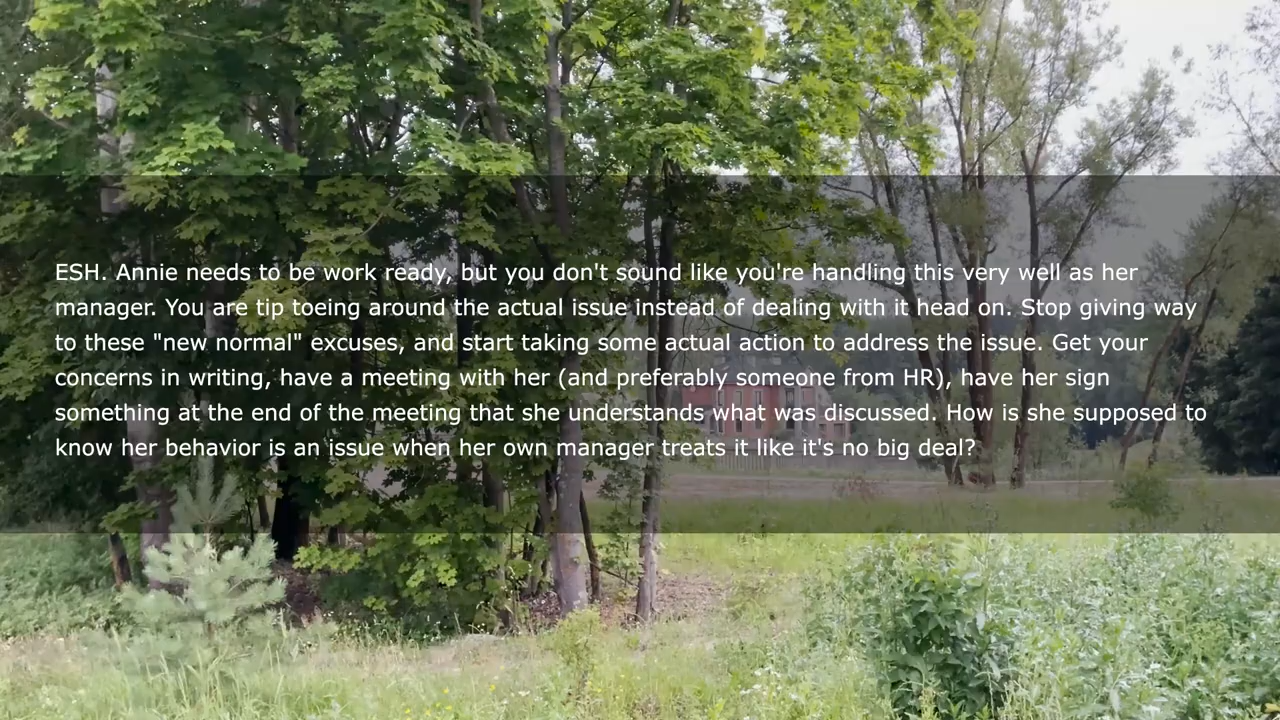 ESH. Annie needs to be work ready, but you don't sound like you're handling this very well as her
manager. You are tip toeing around the actual issue instead of dealing with it head on. Stop giving way
to these "new normal" excuses, and start taking some actual action to address the issue. Get your
concerns in writing, have a meeting with her (and preferably someone from HR), have her sign
something at the end of the meeting that she understands what was discussed. How is she supposed to
know her behavior is an issue when her own manager treats it like it's no big deal?